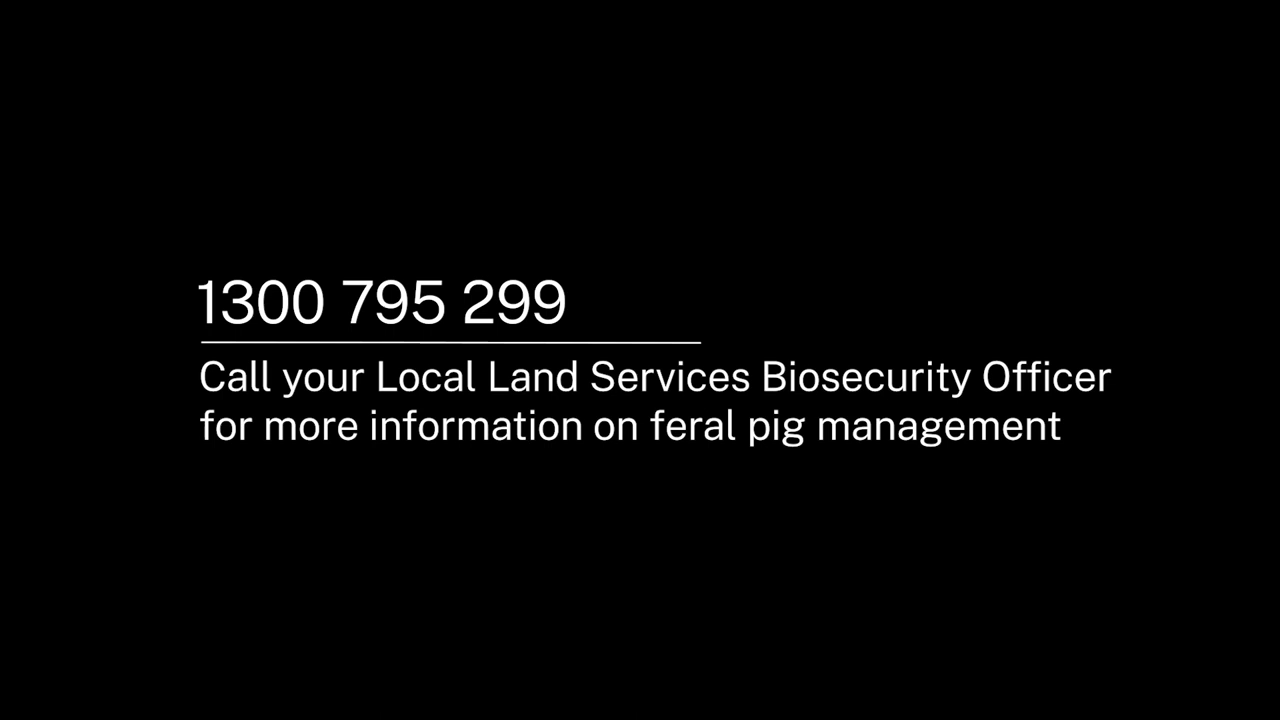 1300 795 299
Call your Local Land Services Biosecurity Officer
for more information on feral pig management